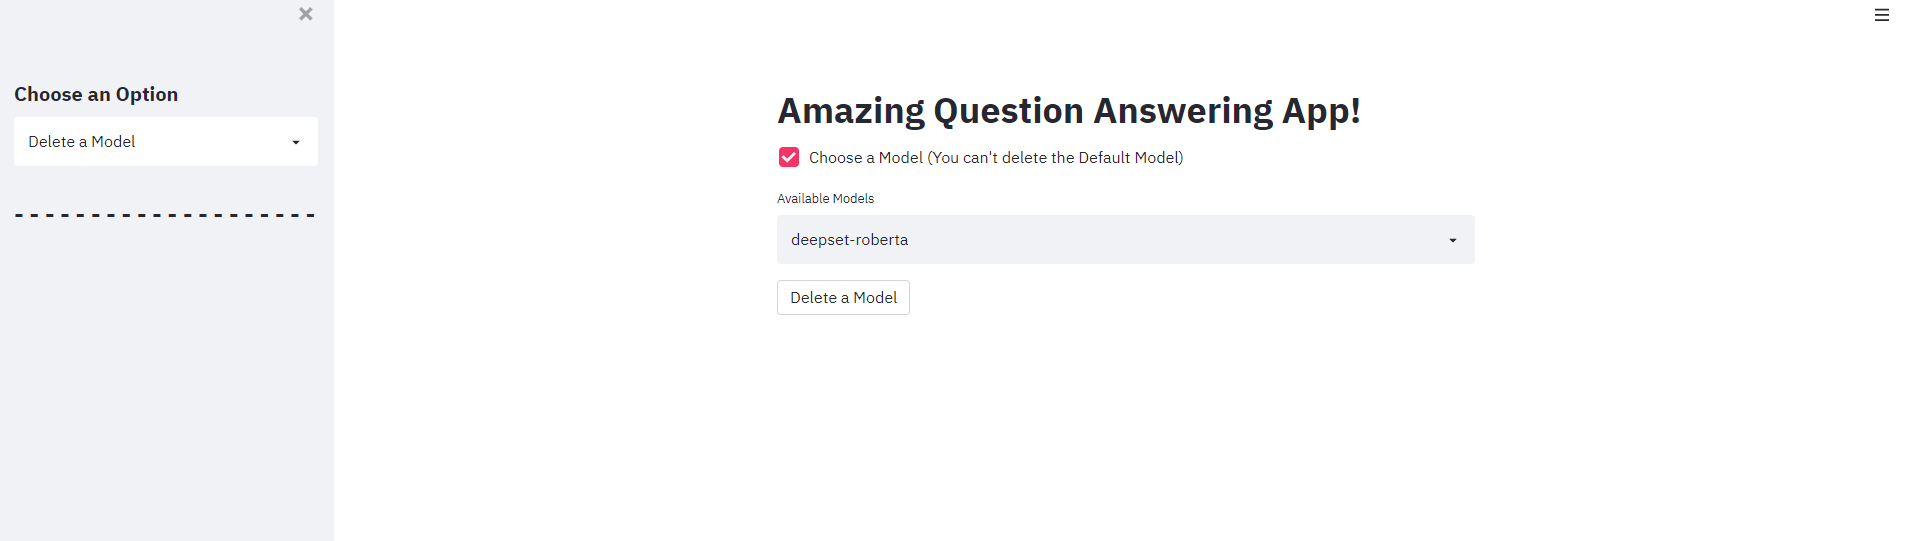 Choose an Option
Delete a Model
- - - - - - - - - - - - - - - - - - - -
Amazing Question Answering App!
Choose a Model (You can't delete the Default Model)
Available Models
deepset-roberta
Delete a Model